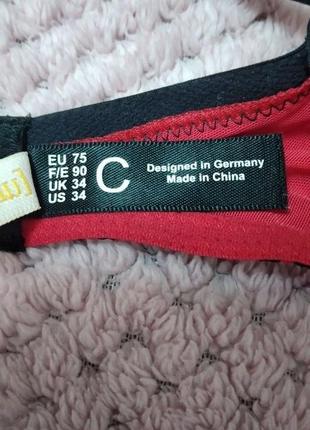 EU 75
F/E 90
UK 34
US 34
C
Designed in Germany
Made in China